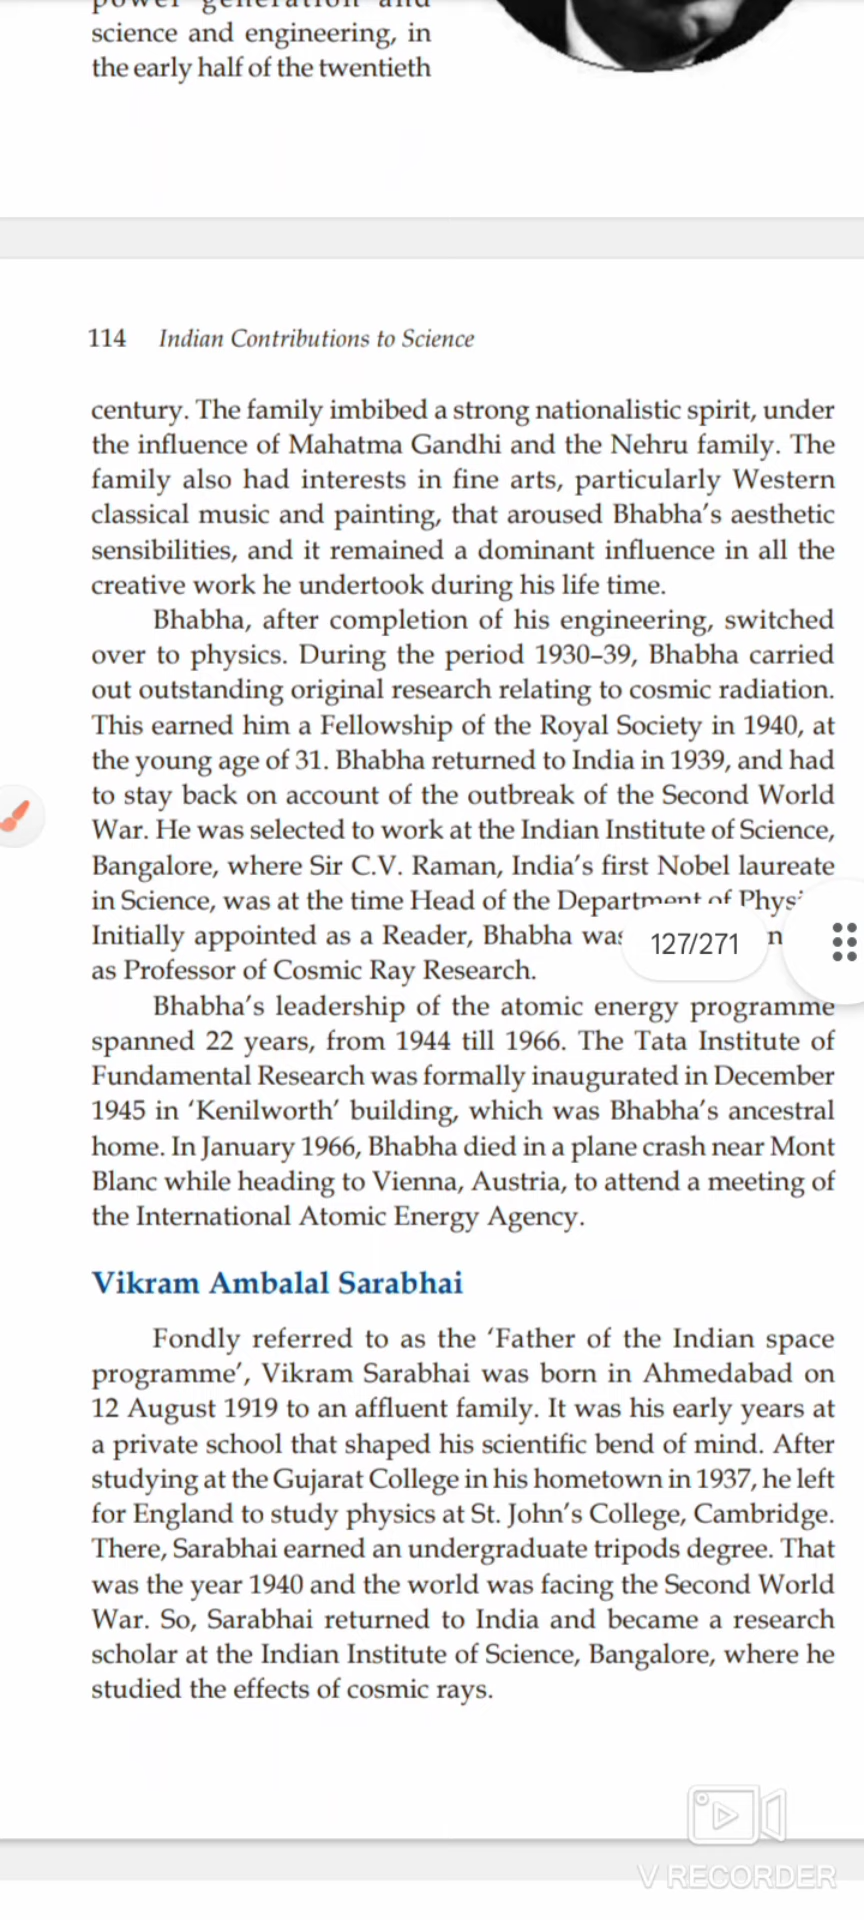 power generation and
science and engineering, in
the early half of the twentieth
114 Indian Contributions to Science
century. The family imbibed a strong nationalistic spirit, under
the influence of Mahatma Gandhi and the Nehru family. The
family also had interests in fine arts, particularly Western
classical music and painting, that aroused Bhabha’s aesthetic
sensibilities, and it remained a dominant influence in all the
creative work he undertook during his life time.
Bhabha, after completion of his engineering, switched
over to physics. During the period 1930–39, Bhabha carried
out outstanding original research relating to cosmic radiation.
This earned him a Fellowship of the Royal Society in 1940, at
the young age of 31. Bhabha returned to India in 1939, and had
to stay back on account of the outbreak of the Second World
War. He was selected to work at the Indian Institute of Science,
Bangalore, where Sir C.V. Raman, India’s first Nobel laureate
in Science, was at the time Head of the Department of
Initially appointed as a Reader, Bhabha was
127/271
as Professor of Cosmic Ray Research.
Bhabha’s leadership of the atomic energy programme
spanned 22 years, from 1944 till 1966. The Tata Institute of
Fundamental Research was formally inaugurated in December
1945 in ‘Kenilworth’ building, which was Bhabha’s ancestral
home. In January 1966, Bhabha died in a plane crash near Mont
Blanc while heading to Vienna, Austria, to attend a meeting of
the International Atomic Energy Agency.
Vikram Ambalal Sarabhai
Fondly referred to as the ‘Father of the Indian space
programme’, Vikram Sarabhai was born in Ahmedabad on
12 August 1919 to an affluent family. It was his early years at
a private school that shaped his scientific bend of mind. After
studying at the Gujarat College in his hometown in 1937, he left
for England to study physics at St. John’s College, Cambridge.
There, Sarabhai earned an undergraduate tripods degree. That
was the year 1940 and the world was facing the Second World
War. So, Sarabhai returned to India and became a research
scholar at the Indian Institute of Science, Bangalore, where he
studied the effects of cosmic rays.
V RECORDER